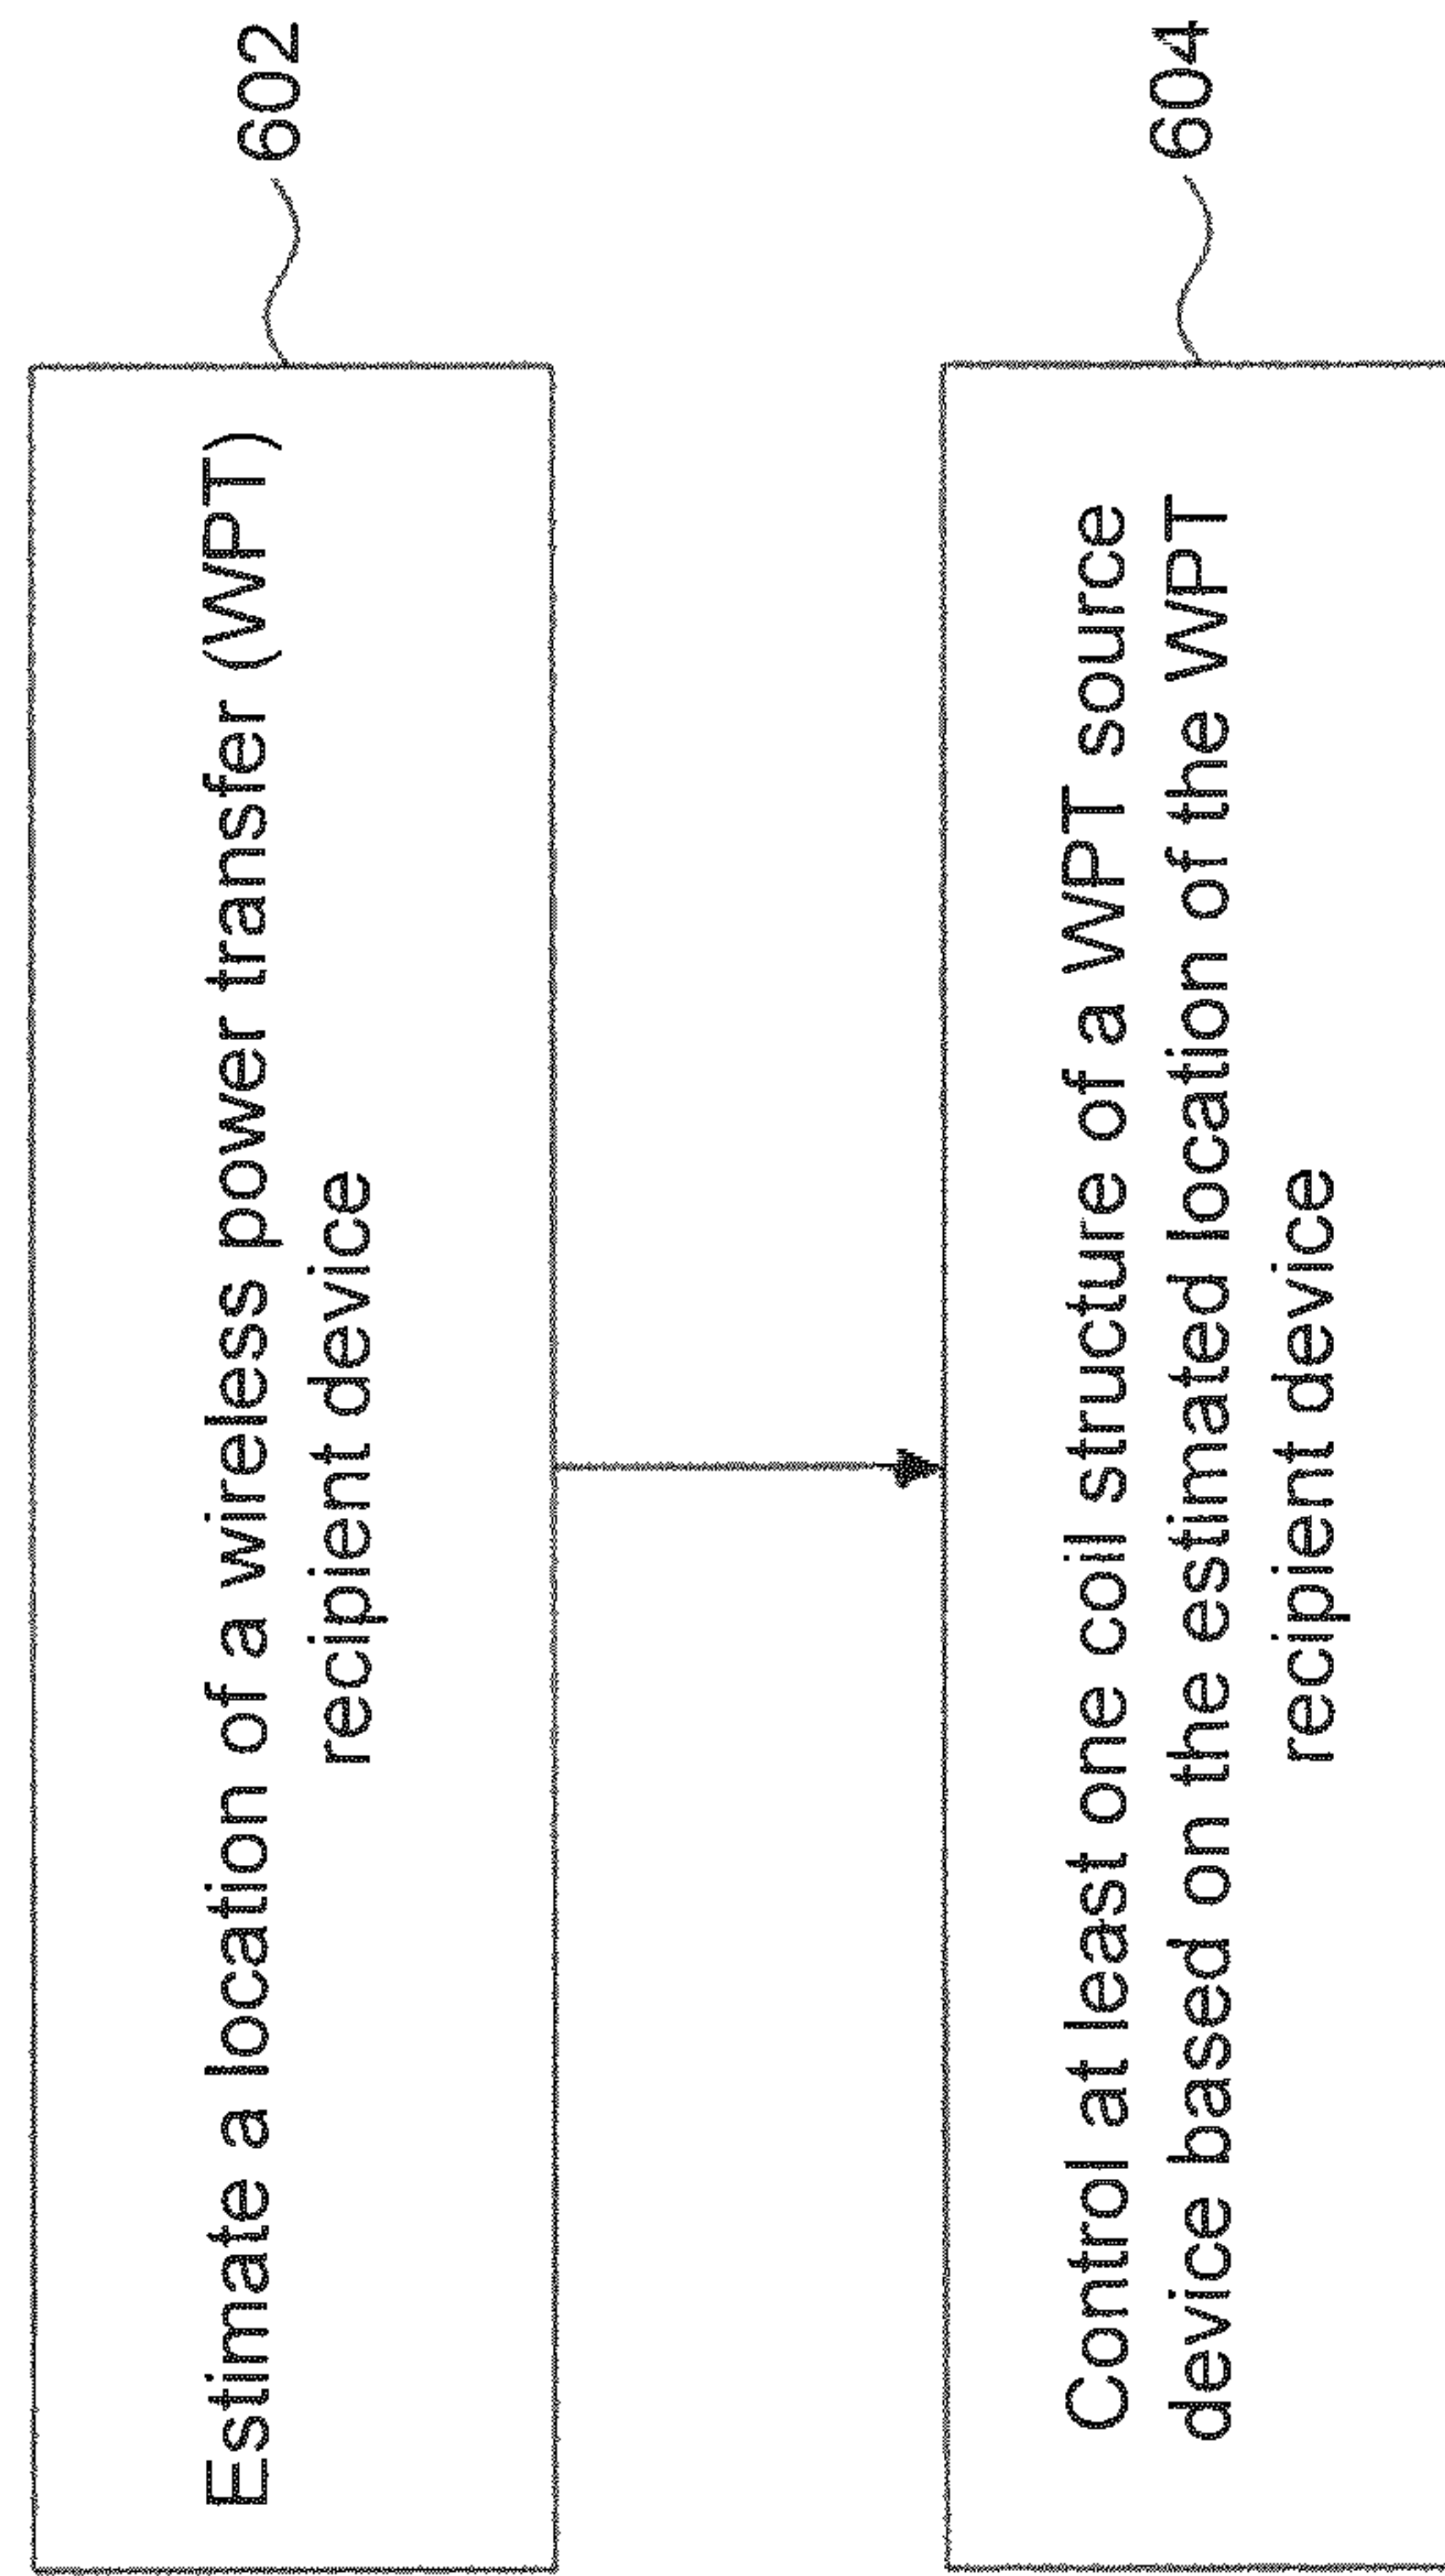 Estimate a location of a wireless power transfer (WPT)
recipient device
602
Control at least one coil structure of a WPT source
device based on the estimated location of the WPT
recipient device
604